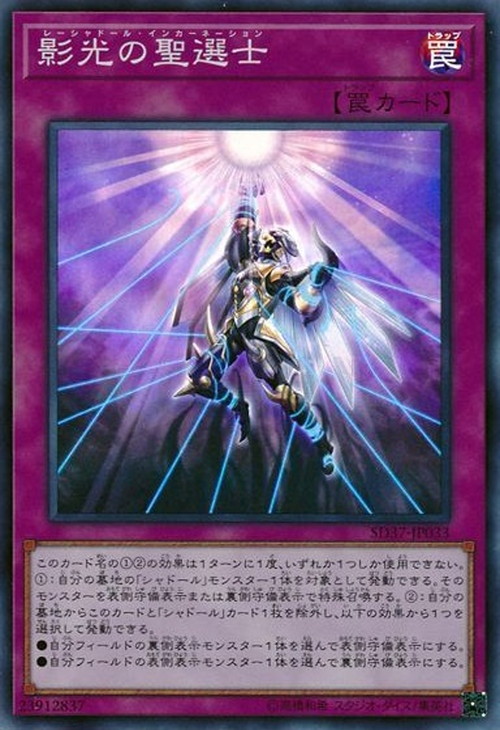 レーシャドール・インカーネーション
影光の聖選士
トラップ
罠
トラップ
【罠カード】
SD37-JP033
このカード名の①②の効果は1ターンに1度、いずれか1つしか使用できない。
①：自分の墓地の「シャドール」モンスター1体を対象として発動できる。その
モンスターを表側守備表示または裏側守備表示で特殊召喚する。②：自分の
墓地からこのカードと「シャドール」カード1枚を除外し、以下の効果から1つを
選択して発動できる。
●自分フィールドの裏側表示モンスター1体を選んで表側守備表示にする。
●自分フィールドの表側表示モンスター1体を選んで裏側守備表示にする。
23912837
©高橋和希 スタジオ・ダイス/集英社